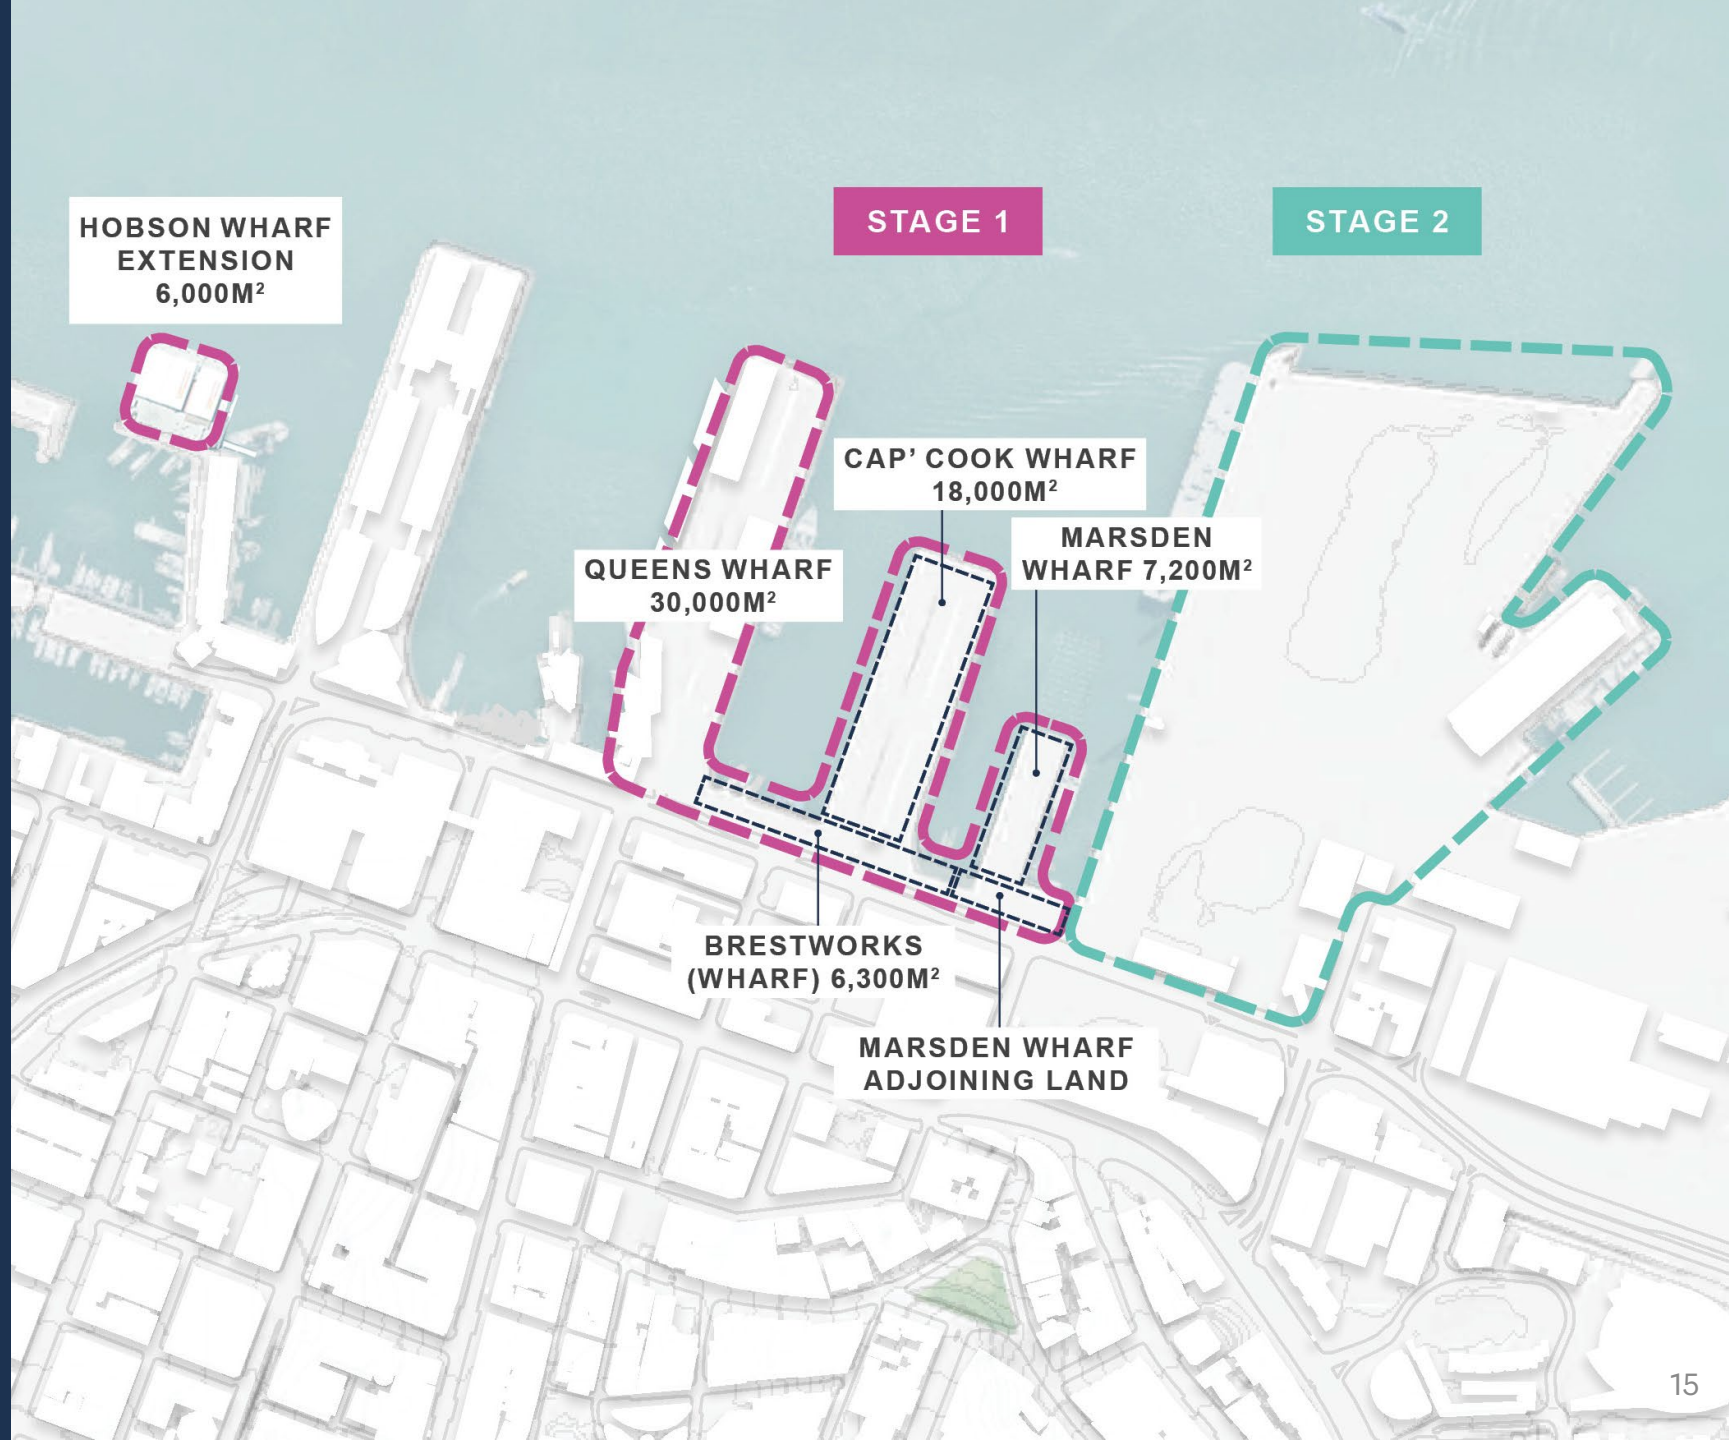 HOBSON WHARF
EXTENSION
6,000M²
STAGE 1
STAGE 2
CAP’ COOK WHARF
18,000M²
MARSDEN
WHARF 7,200M²
QUEENS WHARF
30,000M²
BRESTWORKS
(WHARF) 6,300M²
MARSDEN WHARF
ADJOINING LAND
15